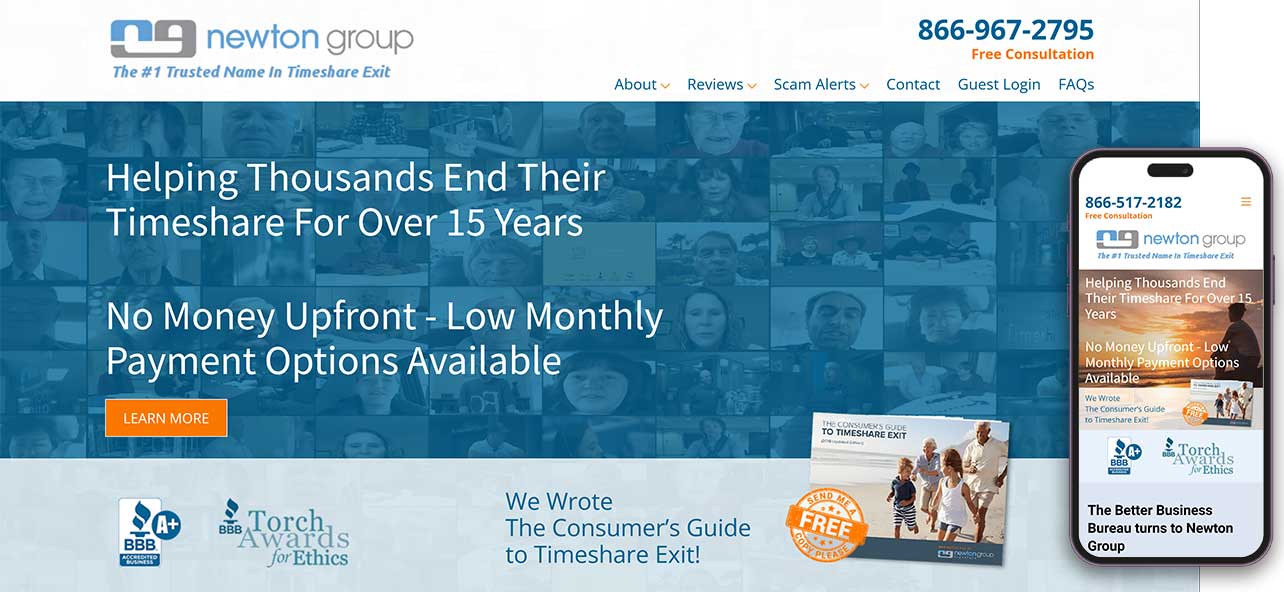 newton group
The #1 Trusted Name In Timeshare Exit
866-967-2795
Free Consultation
About Reviews Scam Alerts Contact Guest Login FAQs
Helping Thousands End Their
Timeshare For Over 15 Years
No Money Upfront - Low Monthly
Payment Options Available
LEARN MORE
BBB
A+
ACCREDITED
BUSINESS
BBB Torch
Awards
for Ethics
We Wrote
The Consumer’s Guide
to Timeshare Exit!
THE CONSUMER'S GUIDE
TO TIMESHARE EXIT
SEND ME A
FREE
COPY PLEASE
newton group
866-517-2182
Free Consultation
newton group
The #1 Trusted Name In Timeshare Exit
Helping Thousands End
Their Timeshare For Over 15
Years
No Money Upfront - Low
Monthly Payment Options
Available
We Wrote
The Consumer’s Guide
to Timeshare Exit!
FREE
BBB
A+
BBB Torch
Awards
for Ethics
The Better Business
Bureau turns to Newton
Group